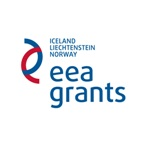 ICELAND
LIECHTENSTEIN
NORWAY
eea
grants